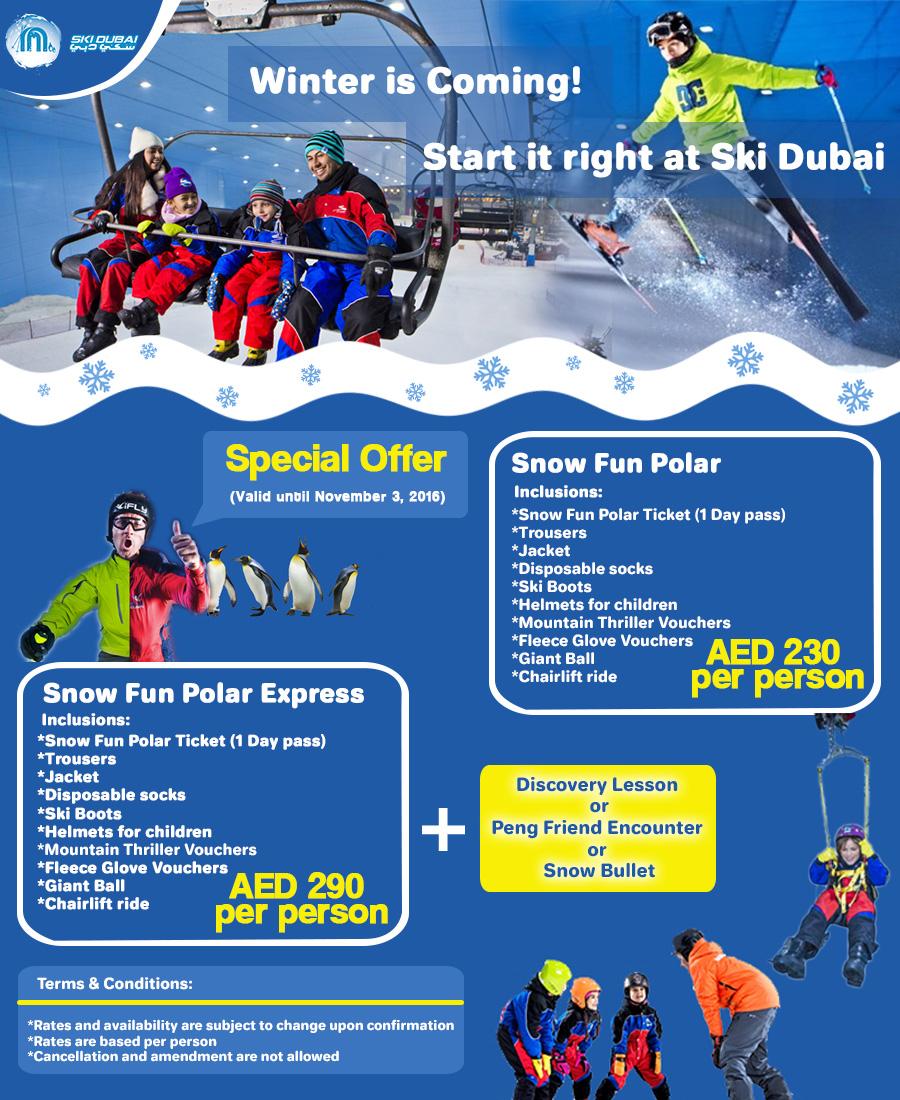 SKI DUBAI
سكي دبي
Winter is Coming!
Start it right at Ski Dubai
Special Offer
(Valid until November 3, 2016)
iFLY
Snow Fun Polar
Inclusions:
*Snow Fun Polar Ticket (1 Day pass)
*Trousers
*Jacket
*Disposable socks
*Ski Boots
*Helmets for children
*Mountain Thriller Vouchers
*Fleece Glove Vouchers
*Giant Ball
*Chairlift ride
AED 230
per person
Snow Fun Polar Express
Inclusions:
*Snow Fun Polar Ticket (1 Day pass)
*Trousers
*Jacket
*Disposable socks
*Ski Boots
*Helmets for children
*Mountain Thriller Vouchers
*Fleece Glove Vouchers
*Giant Ball
*Chairlift ride
AED 290
per person
+
Discovery Lesson
or
Peng Friend Encounter
or
Snow Bullet
Terms & Conditions:
*Rates and availability are subject to change upon confirmation
*Rates are based per person
*Cancellation and amendment are not allowed